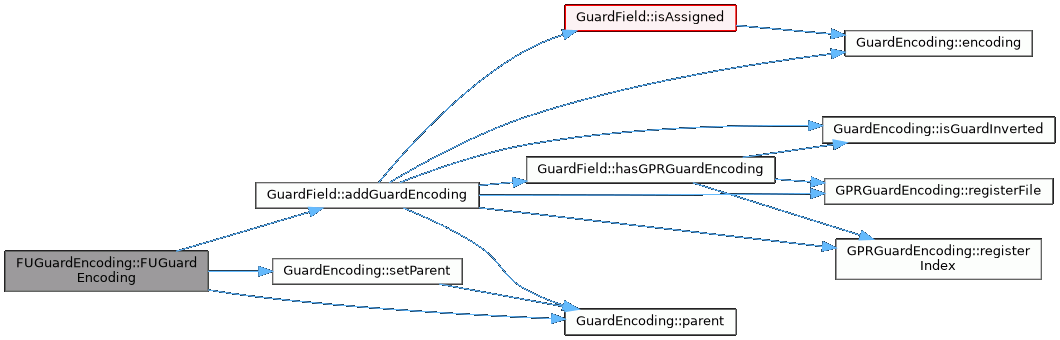 GuardField::isAssigned
GuardEncoding::encoding
GuardEncoding::isGuardInverted
GuardField::hasGPRGuardEncoding
GuardField::addGuardEncoding
GPRGuardEncoding::registerFile
GPRGuardEncoding::register
Index
FUGuardEncoding::FUGuard
Encoding
GuardEncoding::setParent
GuardEncoding::parent